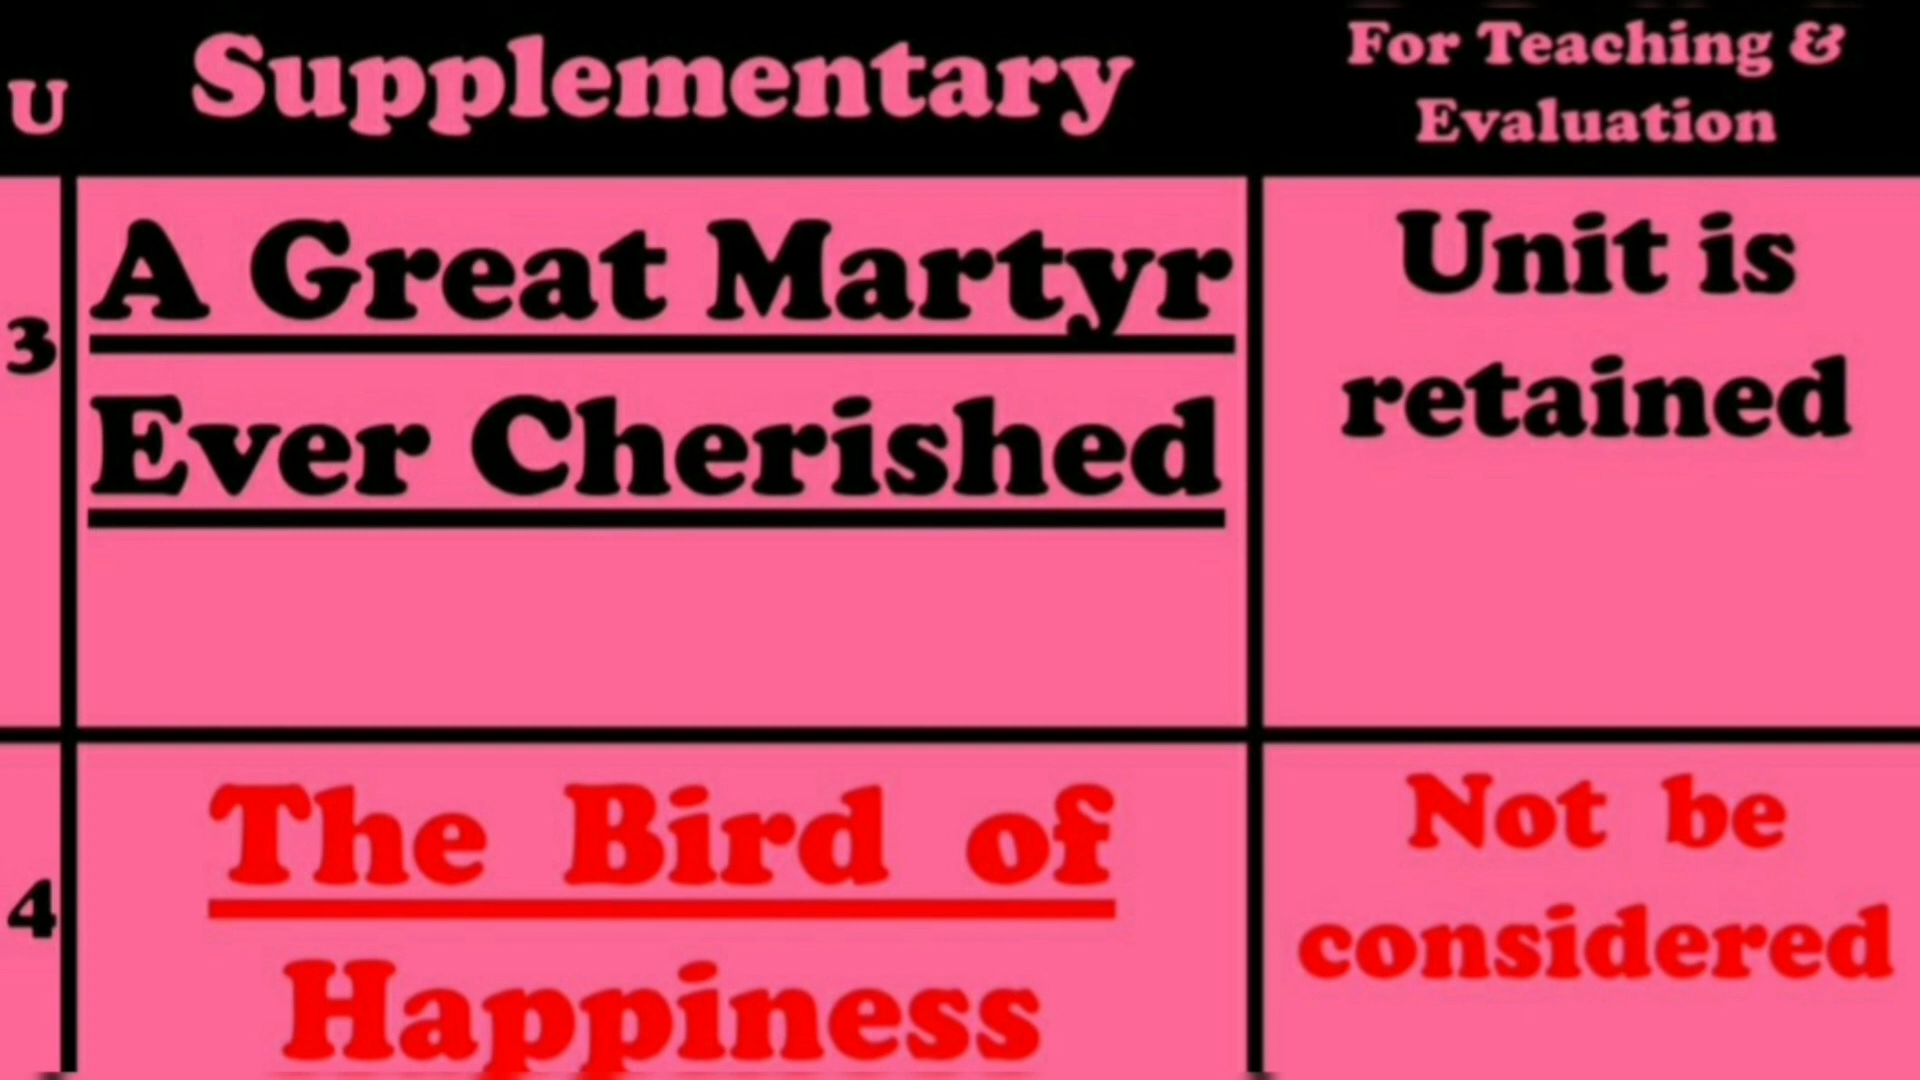 U Supplementary For Teaching &
Evaluation
3 A Great Martyr
Ever Cherished
Unit is
retained
4 The Bird of
Happiness
Not be
considered